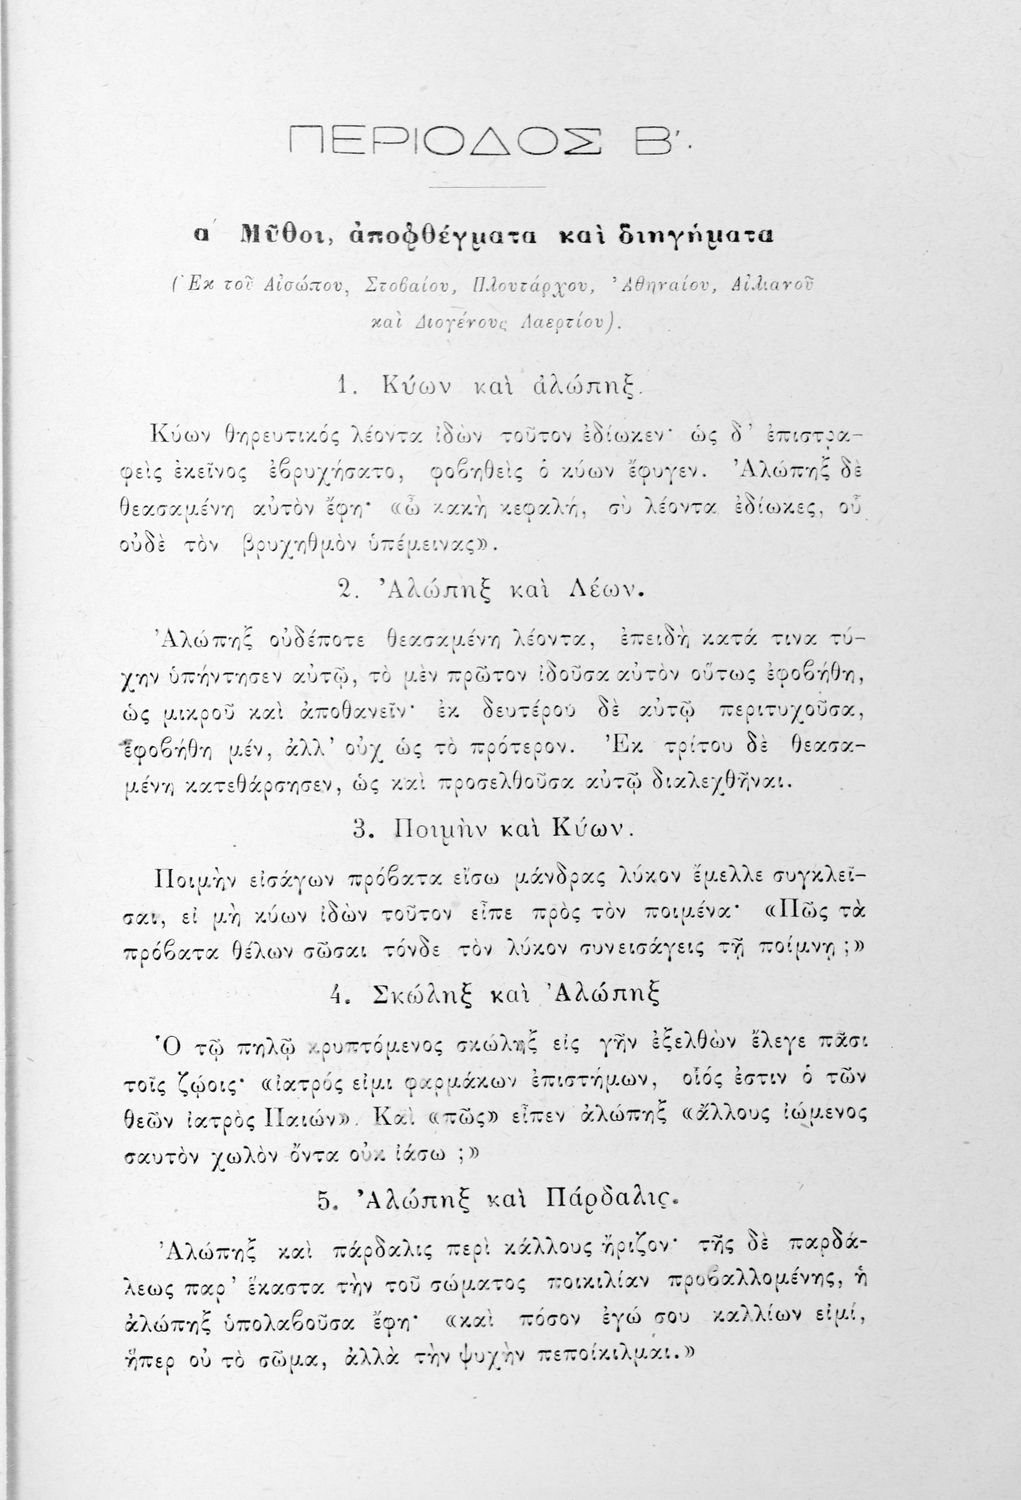 ΠΕΡΙΟΔΟΣ Β΄.
α΄ Μῦθοι, ἀποφθέγματα καὶ διηγήματα
(Ἐκ τοῦ Αἰσώπου, Στοβαίου, Πλουτάρχου, Ἀθηναίου, Αἰλιανοῦ
καὶ Διογένους Λαερτίου).
1. Κύων καὶ ἀλώπηξ.
Κύων θηρευτικός λέοντα ἰδὼν τοῦτον ἐδίωκεν· ὡς δ’ ἐπιστρα-
φεὶς ἐκεῖνος ἐβρυχήσατο, φοβηθεὶς ὁ κύων ἔφυγεν. Ἀλώπηξ δὲ
θεασαμένη αὐτὸν ἔφη· «ὦ κακὴ κεφαλή, σὺ λέοντα ἐδίωκες, οὗ
οὐδὲ τὸν βρυχηθμὸν ὑπέμεινας».
2. Ἀλώπηξ καὶ Λέων.
Ἀλώπηξ οὐδέποτε θεασαμένη λέοντα, ἐπειδὴ κατά τινα τύ-
χην ὑπήντησεν αὐτῷ, τὸ μὲν πρῶτον ἰδοῦσα αὐτὸν οὕτως ἐφοβήθη,
ὡς μικροῦ καὶ ἀποθανεῖν· ἐκ δευτέρου δὲ αὐτῷ περιτυχοῦσα,
ἐφοβήθη μέν, ἀλλ’ οὐχ ὡς τὸ πρότερον. Ἐκ τρίτου δὲ θεασα-
μένη κατεθάρσησεν, ὡς καὶ προσελθοῦσα αὐτῷ διαλεχθῆναι.
3. Ποιμὴν καὶ Κύων.
Ποιμὴν εἰσάγων πρόβατα εἴσω μάνδρας λύκον ἔμελλε συγκλεῖ-
σαι, εἰ μὴ κύων ἰδὼν τοῦτον εἶπε πρὸς τὸν ποιμένα· «Πῶς τὰ
πρόβατα θέλων σῶσαι τόνδε τὸν λύκον συνεισάγεις τῇ ποίμνῃ ;»
4. Σκώληξ καὶ Ἀλώπηξ
Ὁ τῷ πηλῷ κρυπτόμενος σκώληξ εἰς γῆν ἐξελθὼν ἔλεγε πᾶσι
τοῖς ζῴοις· «ἰατρός εἰμι φαρμάκων ἐπιστήμων, οἷός ἐστιν ὁ τῶν
θεῶν ἰατρὸς Παιών». Καὶ «πῶς» εἶπεν ἀλώπηξ «ἄλλους ἰώμενος
σαυτὸν χωλὸν ὄντα οὐκ ἰάσω ;»
5. Ἀλώπηξ καὶ Πάρδαλις.
Ἀλώπηξ καὶ πάρδαλις περὶ κάλλους ἤριζον· τῆς δὲ παρδά-
λεως παρ’ ἕκαστα τὴν τοῦ σώματος ποικιλίαν προβαλλομένης, ἡ
ἀλώπηξ ὑπολαβοῦσα ἔφη· «καὶ πόσον ἐγώ σου καλλίων εἰμί,
ἥπερ οὐ τὸ σῶμα, ἀλλὰ τὴν ψυχὴν πεποίκιλμαι.»